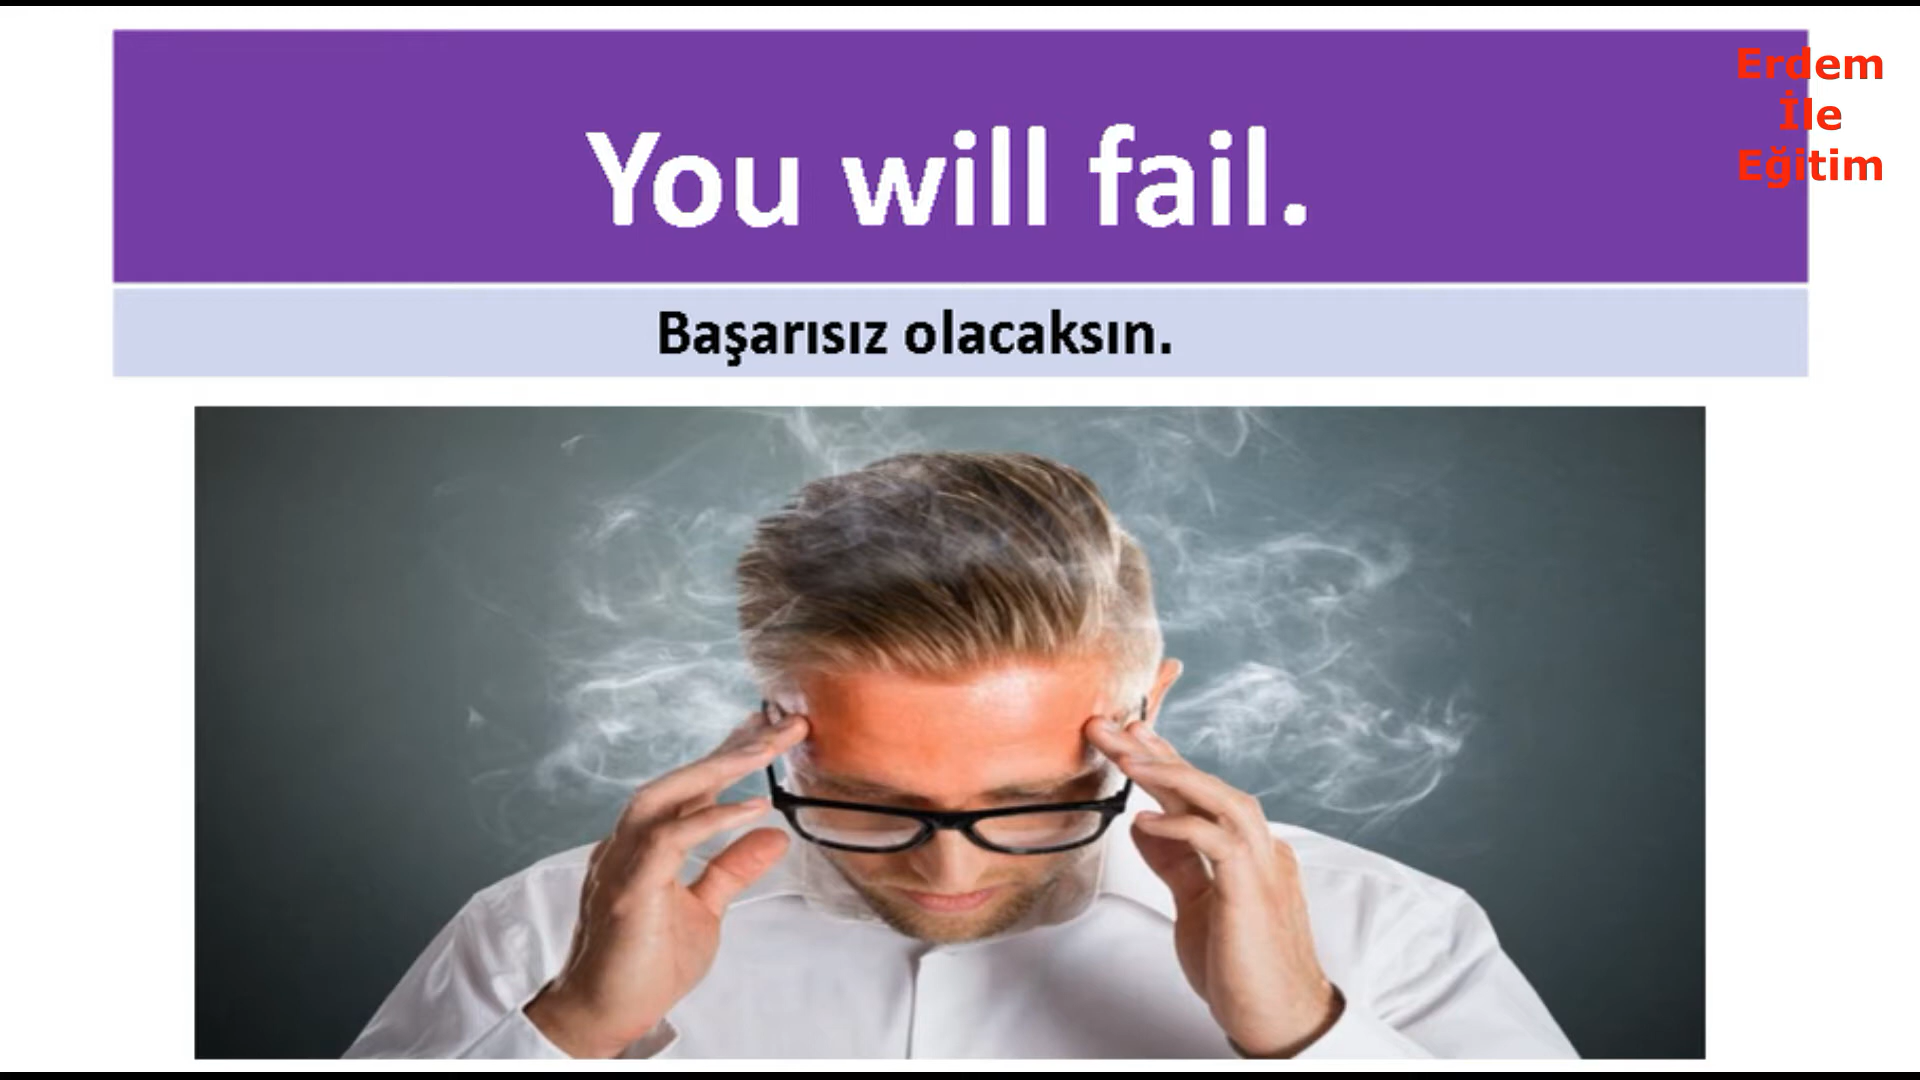 You will fail.
Başarısız olacaksın.
Erdem
İle
Eğitim